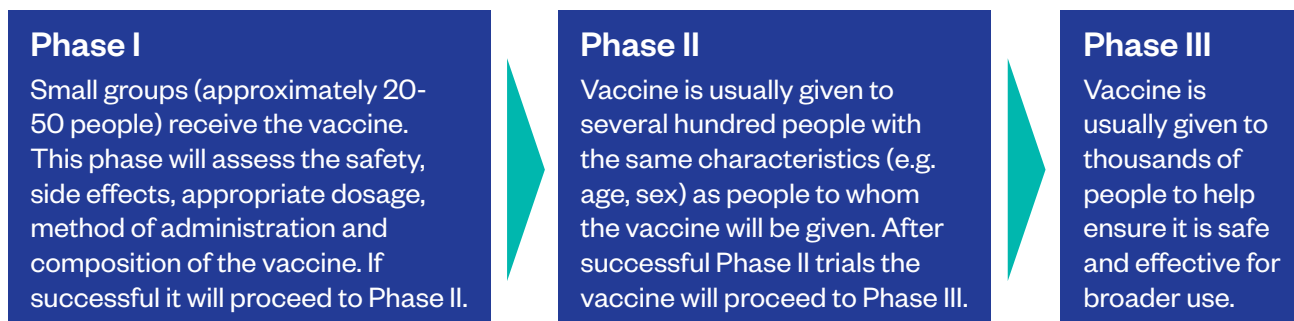 Phase I
Small groups (approximately 20-
50 people) receive the vaccine.
This phase will assess the safety,
side effects, appropriate dosage,
method of administration and
composition of the vaccine. If
successful it will proceed to Phase II.
Phase II
Vaccine is usually given to
several hundred people with
the same characteristics (e.g.
age, sex) as people to whom
the vaccine will be given. After
successful Phase II trials the
vaccine will proceed to Phase III.
Phase III
Vaccine is
usually given to
thousands of
people to help
ensure it is safe
and effective for
broader use.